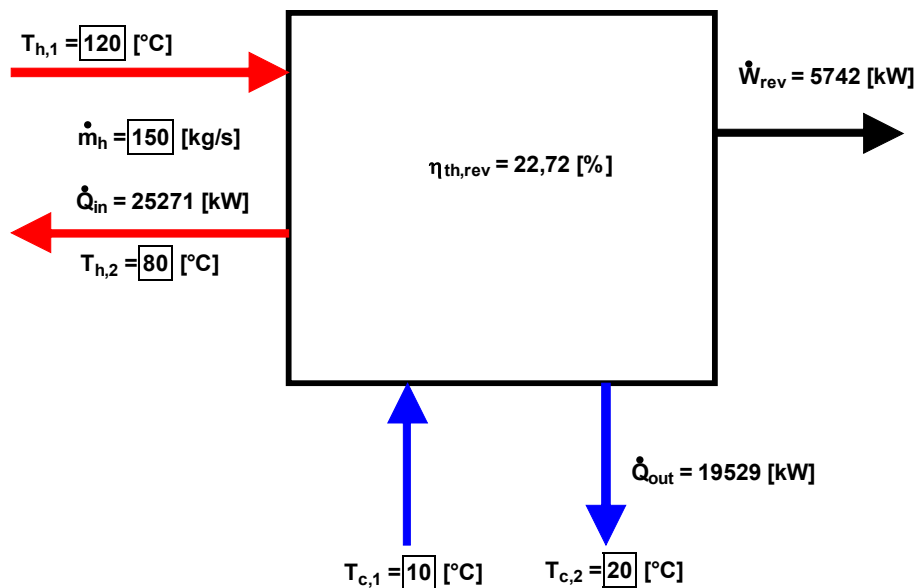 T_h,1 = 120 [°C]
Ẇ_rev = 5742 [kW]
ṁ_h = 150 [kg/s]
η_th,rev = 22,72 [%]
Q̇_in = 25271 [kW]
T_h,2 = 80 [°C]
Q̇_out = 19529 [kW]
T_c,1 = 10 [°C]
T_c,2 = 20 [°C]